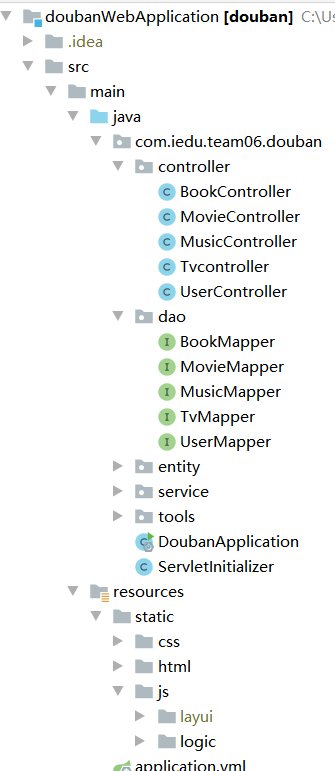 doubanWebApplication [douban] C:\Us
.idea
src
main
java
com.iedu.team06.douban
controller
BookController
MovieController
MusicController
Tvcontroller
UserController
dao
BookMapper
MovieMapper
MusicMapper
TvMapper
UserMapper
entity
service
tools
DoubanApplication
ServletInitializer
resources
static
css
html
js
layui
logic
application.yml